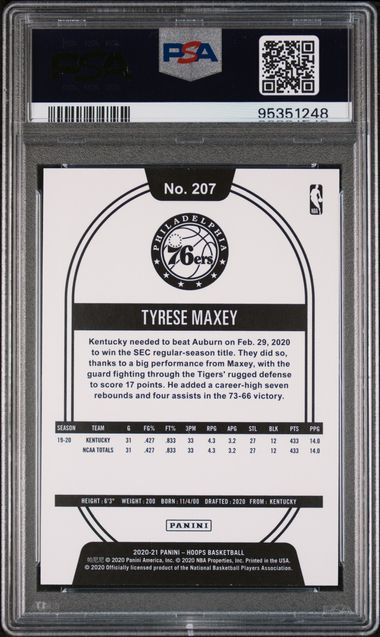 PSA
PSA
95351248
No. 207
NBA
PHILADELPHIA
76ers
TYRESE MAXEY
Kentucky needed to beat Auburn on Feb. 29, 2020
to win the SEC regular-season title. They did so,
thanks to a big performance from Maxey, with the
guard fighting through the Tigers' rugged defense
to score 17 points. He added a career-high seven
rebounds and four assists in the 73-66 victory.
SEASON TEAM G FG% FT% 3PM RPG APG STL BLK PTS PPG
19-20 KENTUCKY 31 .427 .833 33 4.3 3.2 27 12 433 14.0
NCAA TOTALS 31 .427 .833 33 4.3 3.2 27 12 433 14.0
HEIGHT: 6'3" WEIGHT: 200 BORN: 11/4/00 DRAFTED: 2020 FROM: KENTUCKY
PANINI
2020-21 PANINI – HOOPS BASKETBALL
© 2020 Panini America, Inc. © 2020 NBA Properties, Inc. Printed in the USA.
© 2020 Officially licensed product of the National Basketball Players Association.